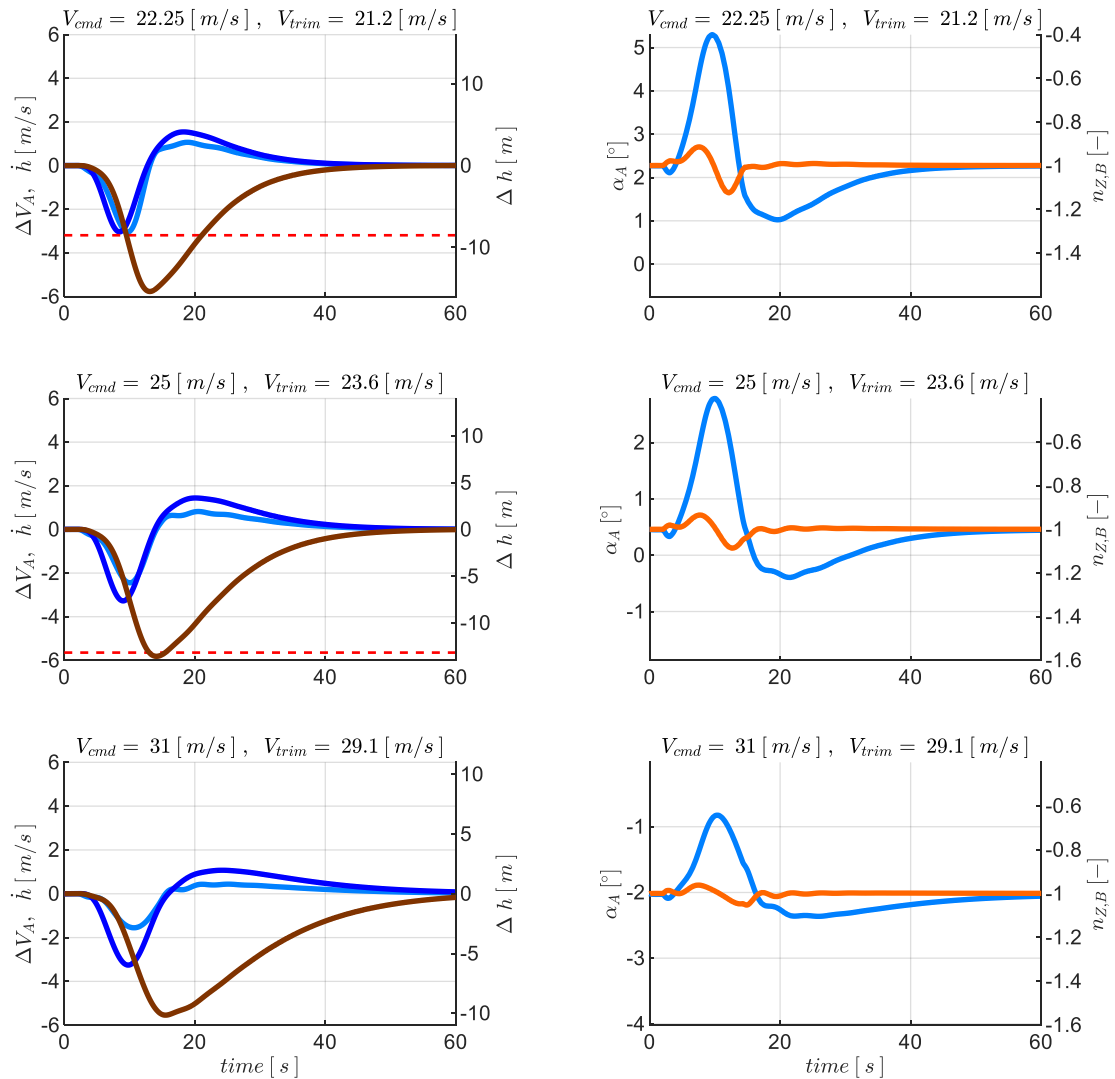 V_cmd = 22.25 [ m/s ] , V_trim = 21.2 [ m/s ]
6
4
2
0
-2
-4
-6
ΔV_A, ḣ [ m/s ]
10
0
-10
Δ h [ m ]
0 20 40 60
V_cmd = 22.25 [ m/s ] , V_trim = 21.2 [ m/s ]
5
4
3
2
1
0
α_A [°]
-0.4
-0.6
-0.8
-1
-1.2
-1.4
n_Z,B [−]
0 20 40 60
V_cmd = 25 [ m/s ] , V_trim = 23.6 [ m/s ]
6
4
2
0
-2
-4
-6
ΔV_A, ḣ [ m/s ]
10
5
0
-5
-10
Δ h [ m ]
0 20 40 60
V_cmd = 25 [ m/s ] , V_trim = 23.6 [ m/s ]
2
1
0
-1
α_A [°]
-0.6
-0.8
-1
-1.2
-1.4
-1.6
n_Z,B [−]
0 20 40 60
V_cmd = 31 [ m/s ] , V_trim = 29.1 [ m/s ]
6
4
2
0
-2
-4
-6
ΔV_A, ḣ [ m/s ]
10
5
0
-5
-10
Δ h [ m ]
0 20 40 60
time [ s ]
V_cmd = 31 [ m/s ] , V_trim = 29.1 [ m/s ]
-1
-2
-3
-4
α_A [°]
-0.6
-0.8
-1
-1.2
-1.4
-1.6
n_Z,B [−]
0 20 40 60
time [ s ]